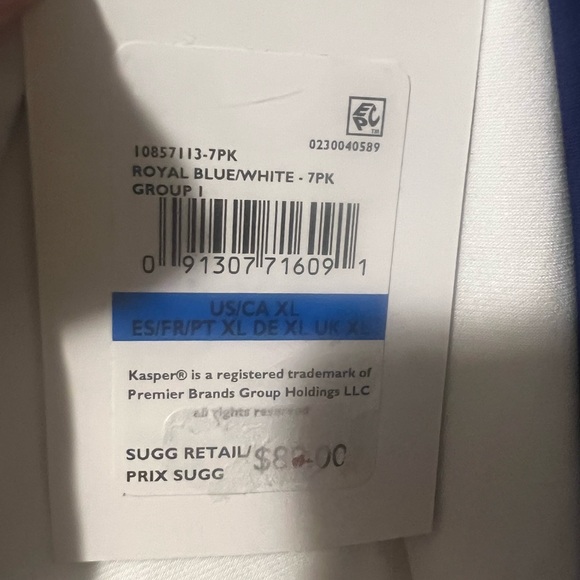 EPC
TM
0230040589
10857113-7PK
ROYAL BLUE/WHITE - 7PK
GROUP I
0 91307 71609 1
US/CA XL
ES/FR/PT XL DE XL UK XL
Kasper® is a registered trademark of
Premier Brands Group Holdings LLC
all rights reserved
SUGG RETAIL/
PRIX SUGG